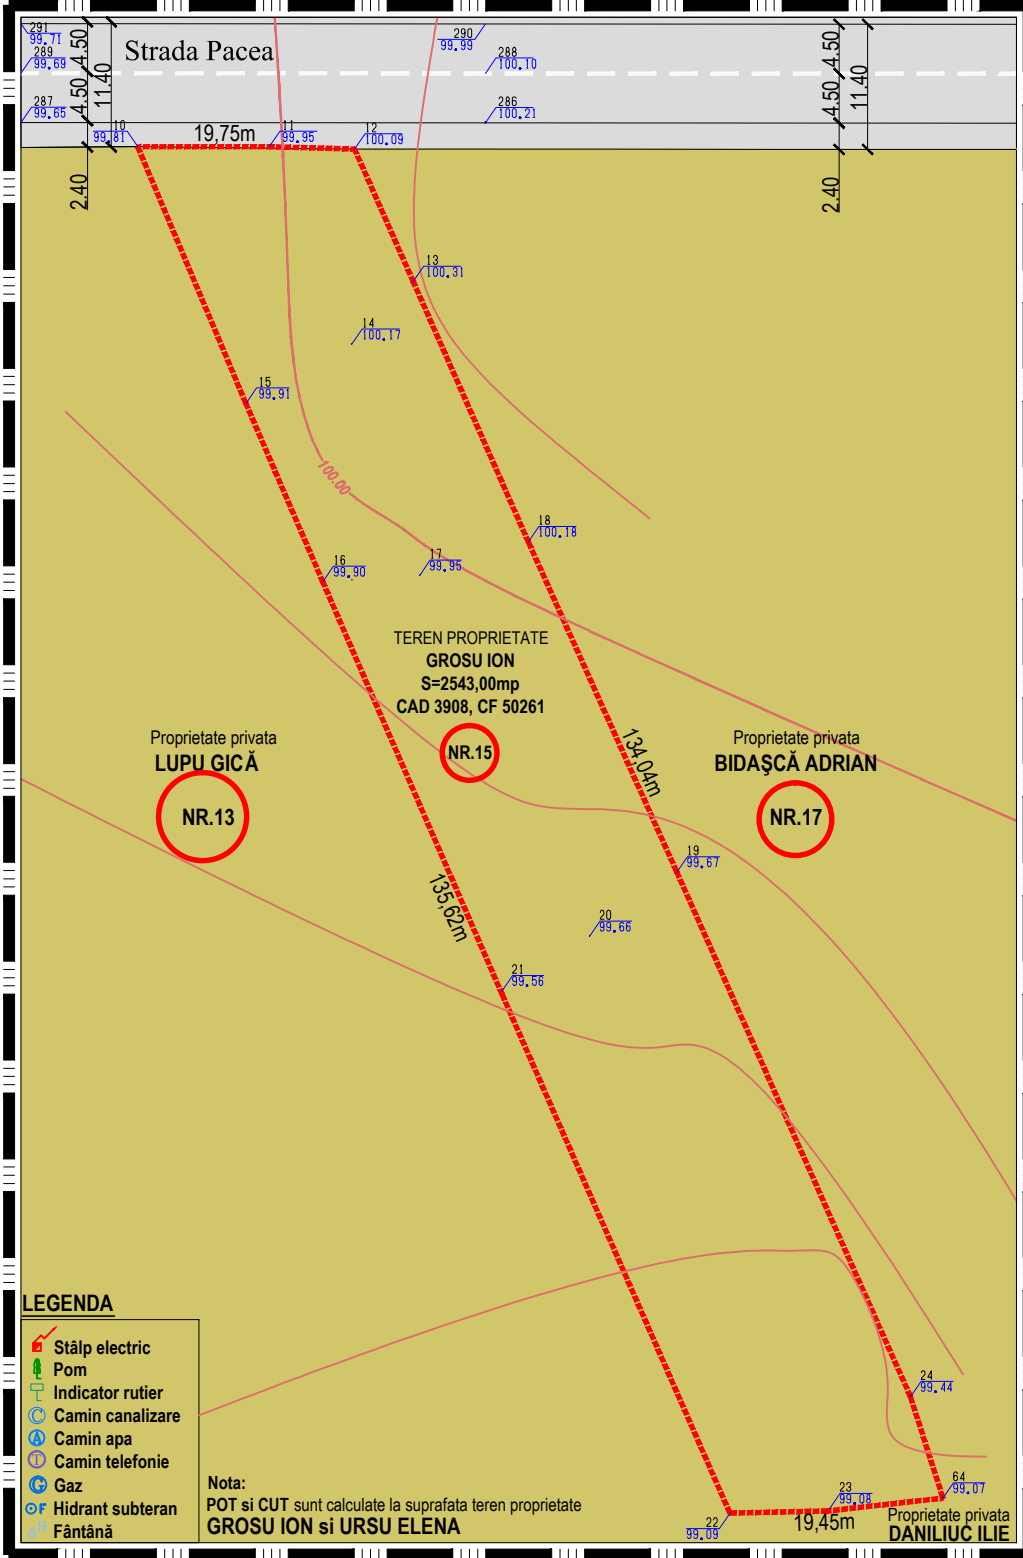 291
99.71
289
99.69
287
99.65
4.50
4.50
11.40
2.40
Strada Pacea
290
99.99
288
100.10
286
100.21
4.50
4.50
11.40
2.40
10
99.81
19,75m
11
99.95
12
100.09
13
100.31
14
100.17
15
99.91
100.00
16
99.90
17
99.95
18
100.18
TEREN PROPRIETATE
GROSU ION
S=2543,00mp
CAD 3908, CF 50261
NR.15
Proprietate privata
LUPU GICĂ
NR.13
134,04m
Proprietate privata
BIDAŞCĂ ADRIAN
NR.17
19
99.67
135,62m
20
99.66
21
99.56
24
99.44
64
99.07
23
99.08
22
99.09
19,45m
Proprietate privata
DANILIUC ILIE
LEGENDA
Stâlp electric
Pom
Indicator rutier
C Camin canalizare
A Camin apa
T Camin telefonie
G Gaz
F Hidrant subteran
Fântână
Nota:
POT si CUT sunt calculate la suprafata teren proprietate
GROSU ION si URSU ELENA